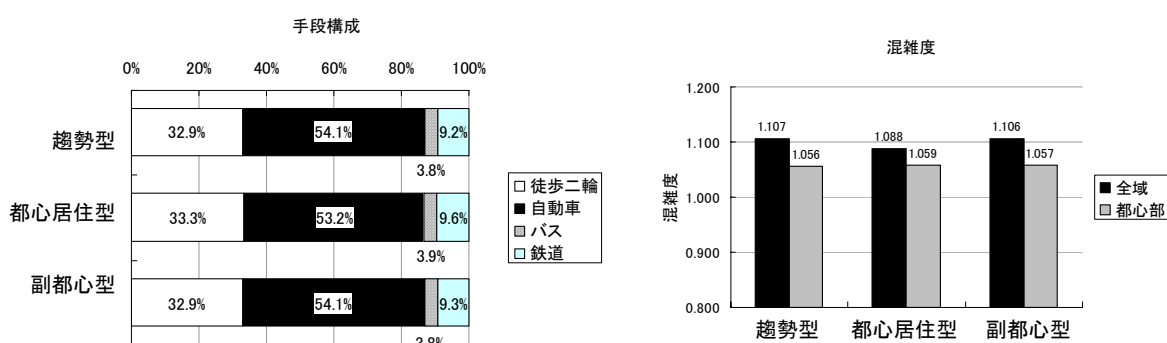 手段構成
0% 20% 40% 60% 80% 100%
趨勢型
32.9% 54.1% 9.2%
3.8%
都心居住型
33.3% 53.2% 9.6%
3.9%
副都心型
32.9% 54.1% 9.3%
3.8%
徒歩二輪
自動車
バス
鉄道
混雑度
混雑度
1.200
1.100
1.000
0.900
0.800
1.107
1.056
1.088
1.059
1.106
1.057
趨勢型 都心居住型 副都心型
全域
都心部